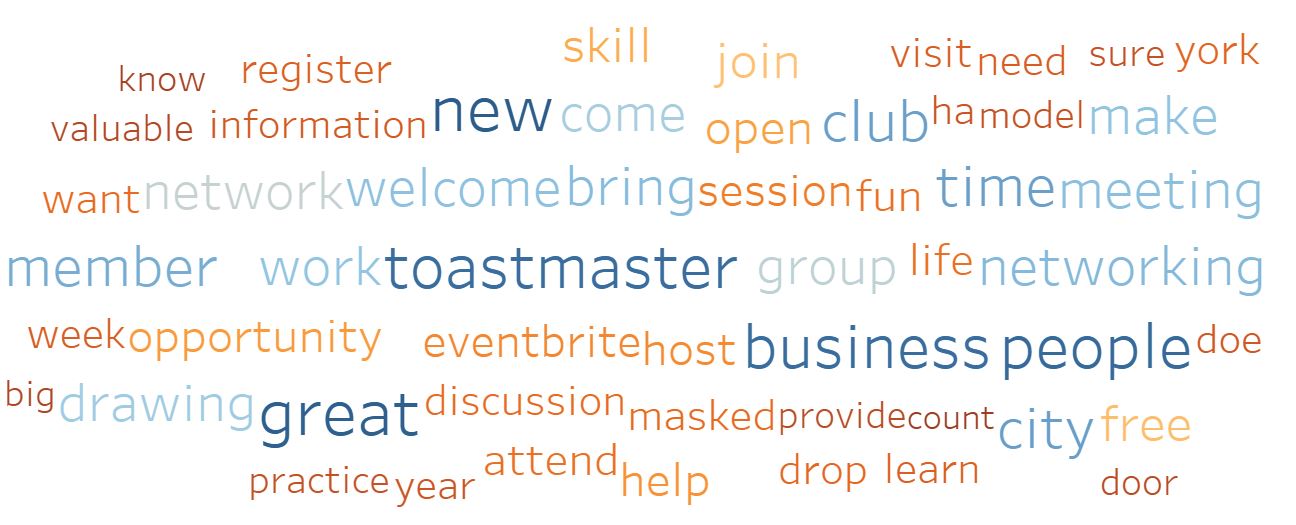 skill join visit need sure york
know register
new come open club ha model make
valuable information
want network welcome bring session fun time meeting
member work toastmaster group life networking
week opportunity eventbrite host business people doe
big drawing great discussion masked provide count city free
practice year attend help drop learn door